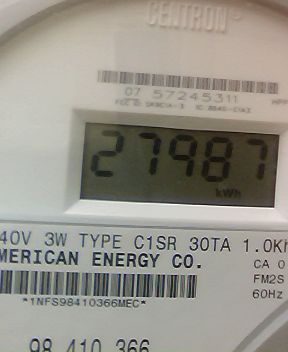 CENTRON®
07 57245311
27987
kWh
40V 3W TYPE C1SR 30TA 1.0Kh
MERICAN ENERGY CO.
CA 0
FM2S
60Hz
*1NFS98410366MEC*
98 410 366